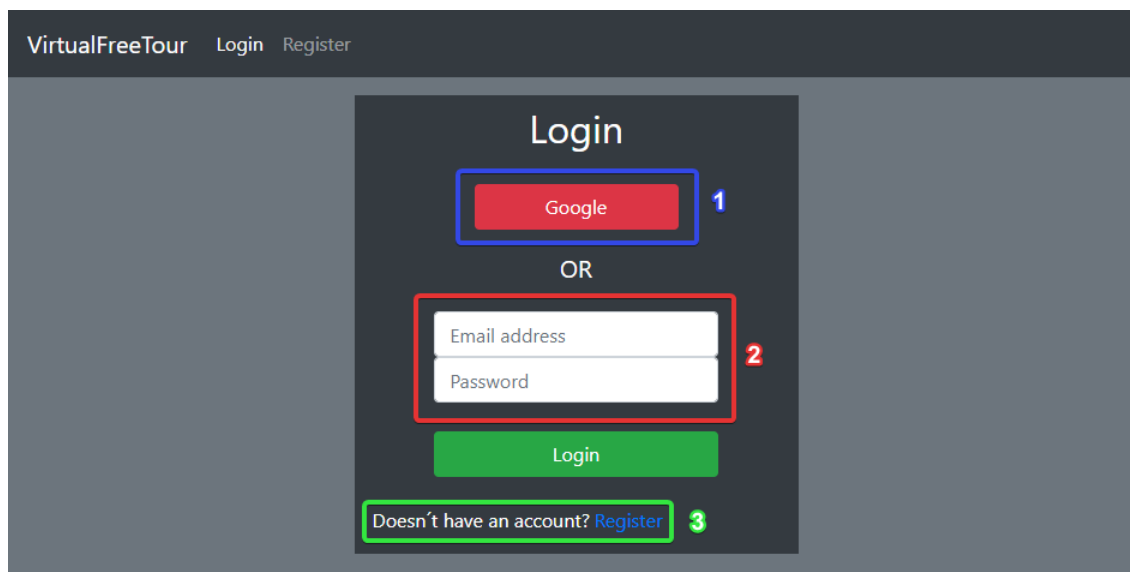 VirtualFreeTour Login Register
Login
Google
1
OR
Email address
2
Password
Login
Doesn´t have an account? Register
3